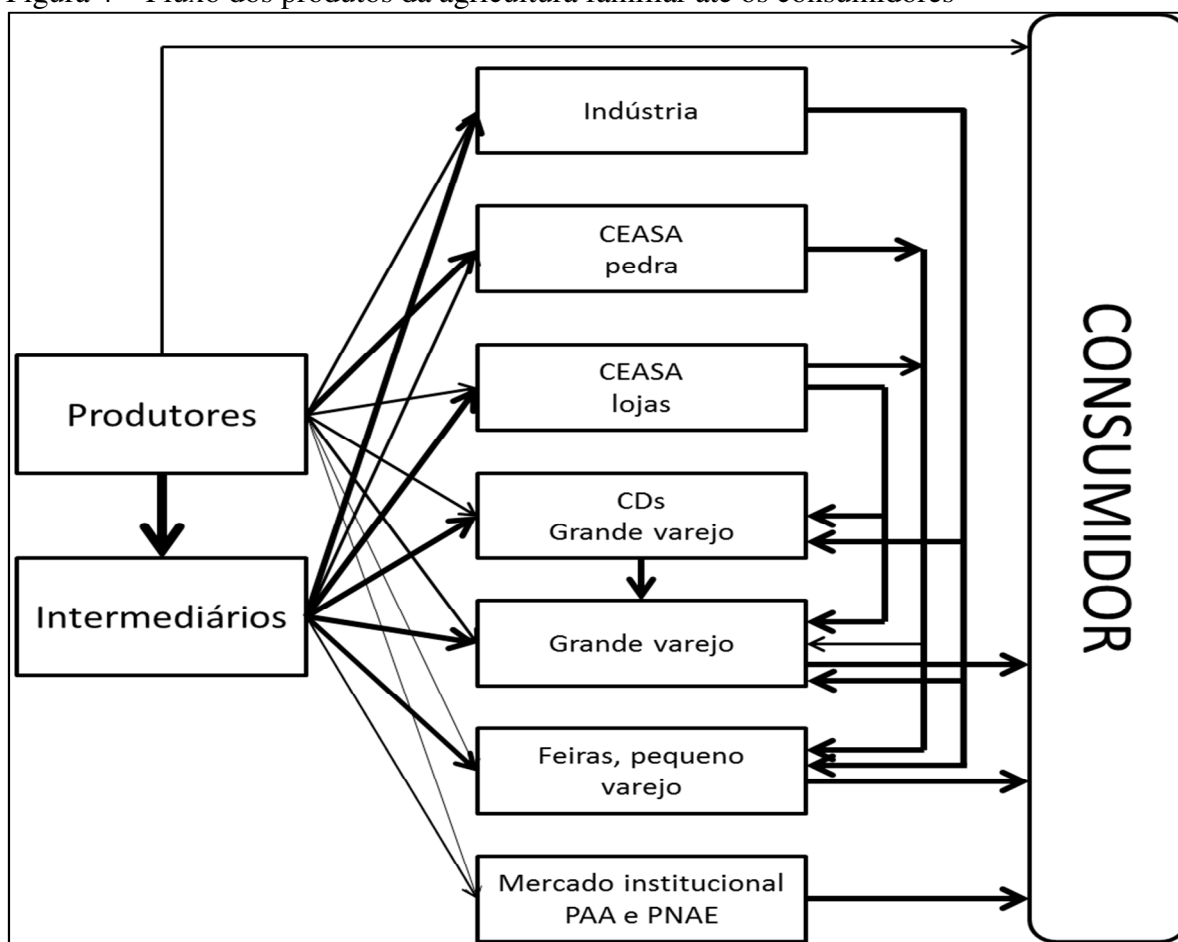 Figura 4 – Fluxo dos produtos da agricultura familiar até os consumidores
Indústria
CEASA
pedra
CEASA
lojas
Produtores
CDs
Grande varejo
Intermediários
Grande varejo
Feiras, pequeno
varejo
Mercado institucional
PAA e PNAE
CONSUMIDOR